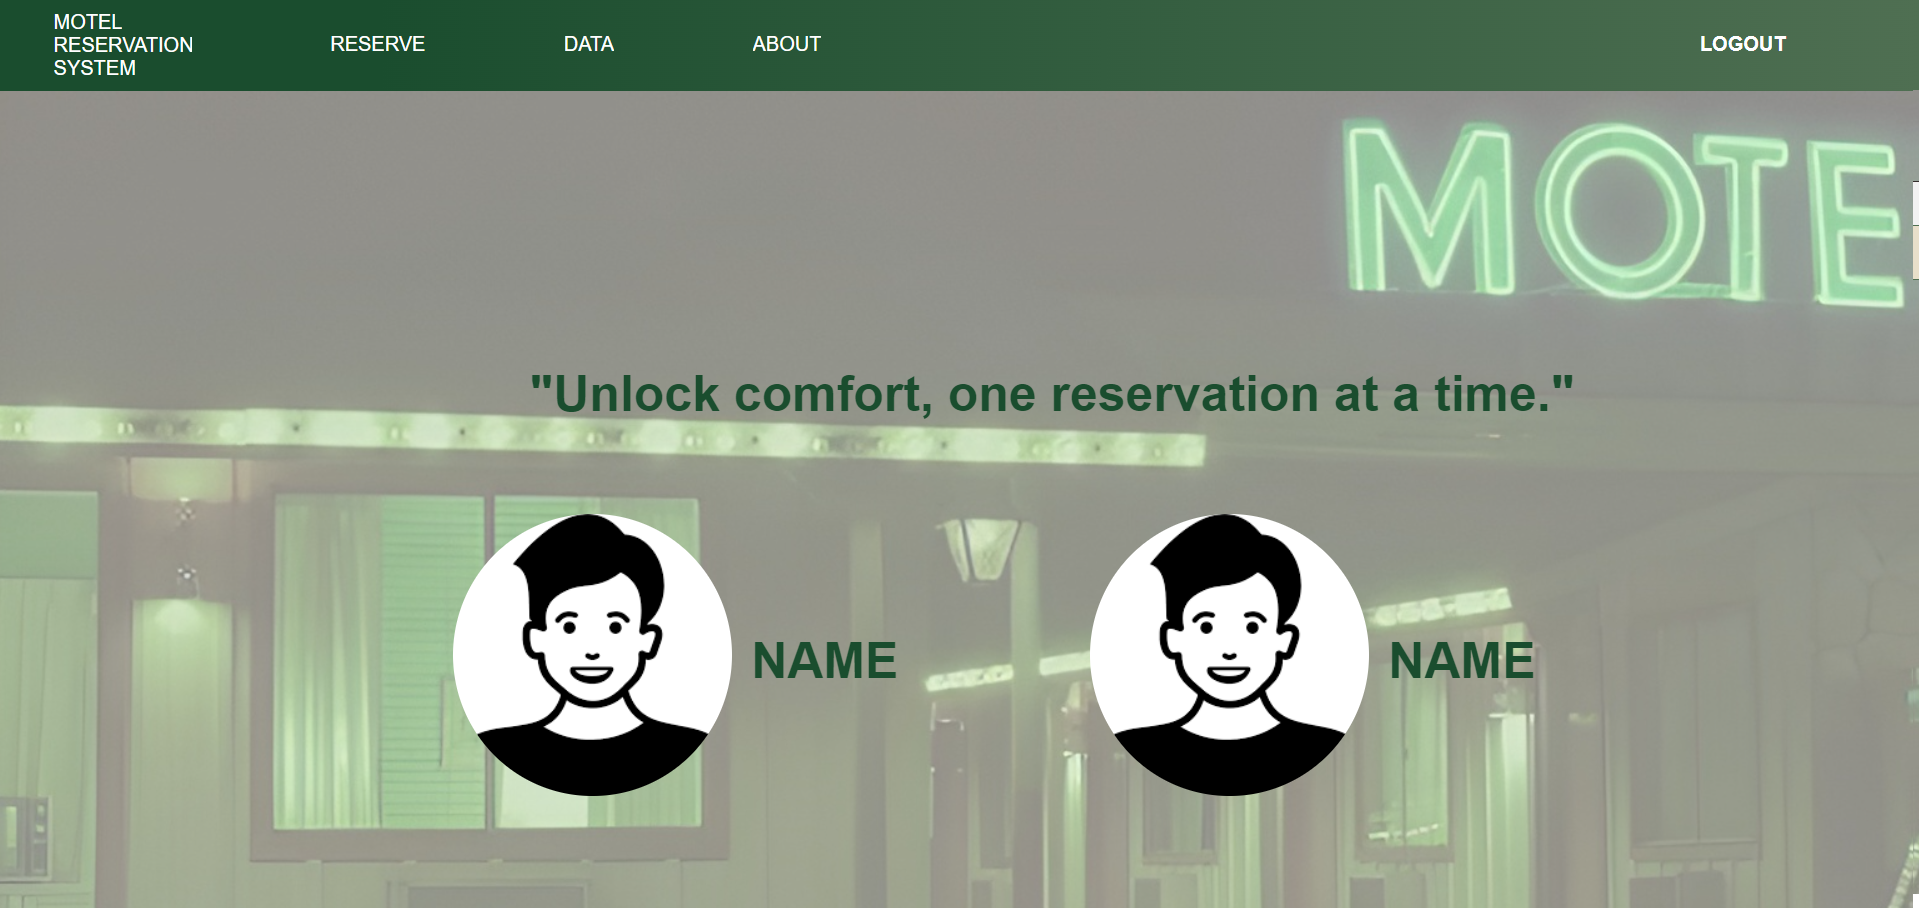 MOTEL
RESERVATION
SYSTEM
RESERVE
DATA
ABOUT
LOGOUT
MOTE
"Unlock comfort, one reservation at a time."
NAME
NAME